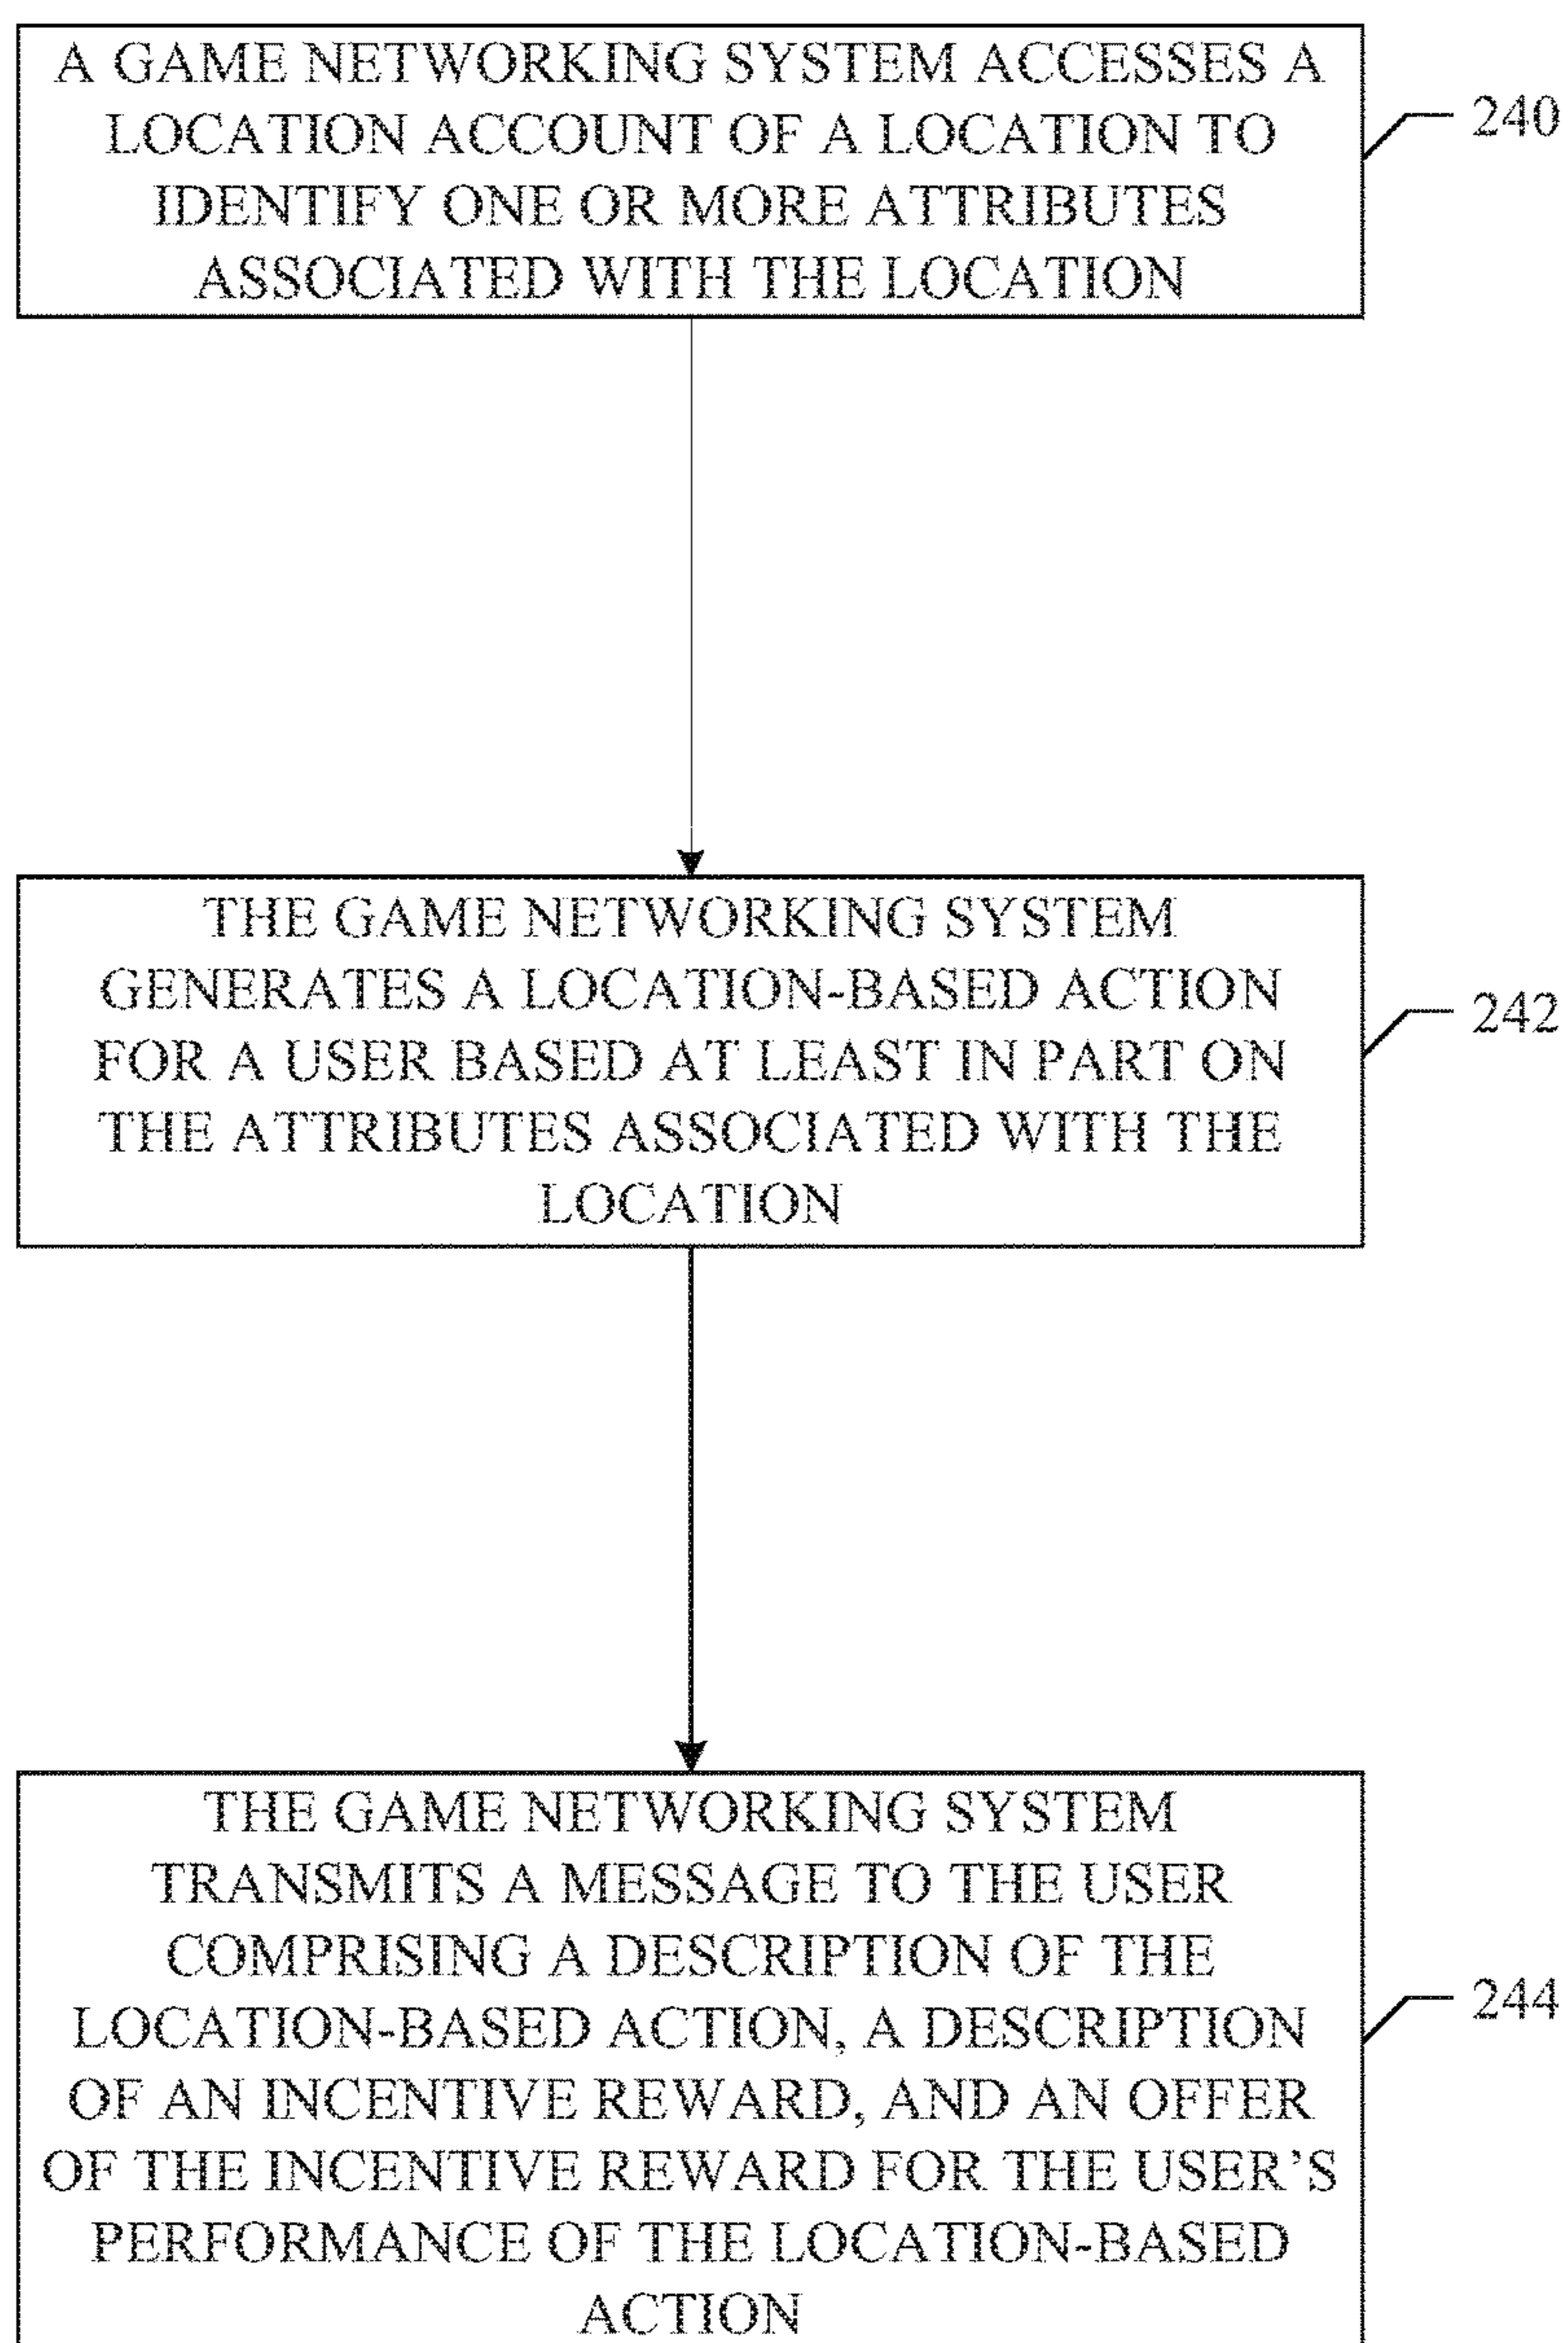 A GAME NETWORKING SYSTEM ACCESSES A
LOCATION ACCOUNT OF A LOCATION TO
IDENTIFY ONE OR MORE ATTRIBUTES
ASSOCIATED WITH THE LOCATION
240
THE GAME NETWORKING SYSTEM
GENERATES A LOCATION-BASED ACTION
FOR A USER BASED AT LEAST IN PART ON
THE ATTRIBUTES ASSOCIATED WITH THE
LOCATION
242
THE GAME NETWORKING SYSTEM
TRANSMITS A MESSAGE TO THE USER
COMPRISING A DESCRIPTION OF THE
LOCATION-BASED ACTION, A DESCRIPTION
OF AN INCENTIVE REWARD, AND AN OFFER
OF THE INCENTIVE REWARD FOR THE USER’S
PERFORMANCE OF THE LOCATION-BASED
ACTION
244